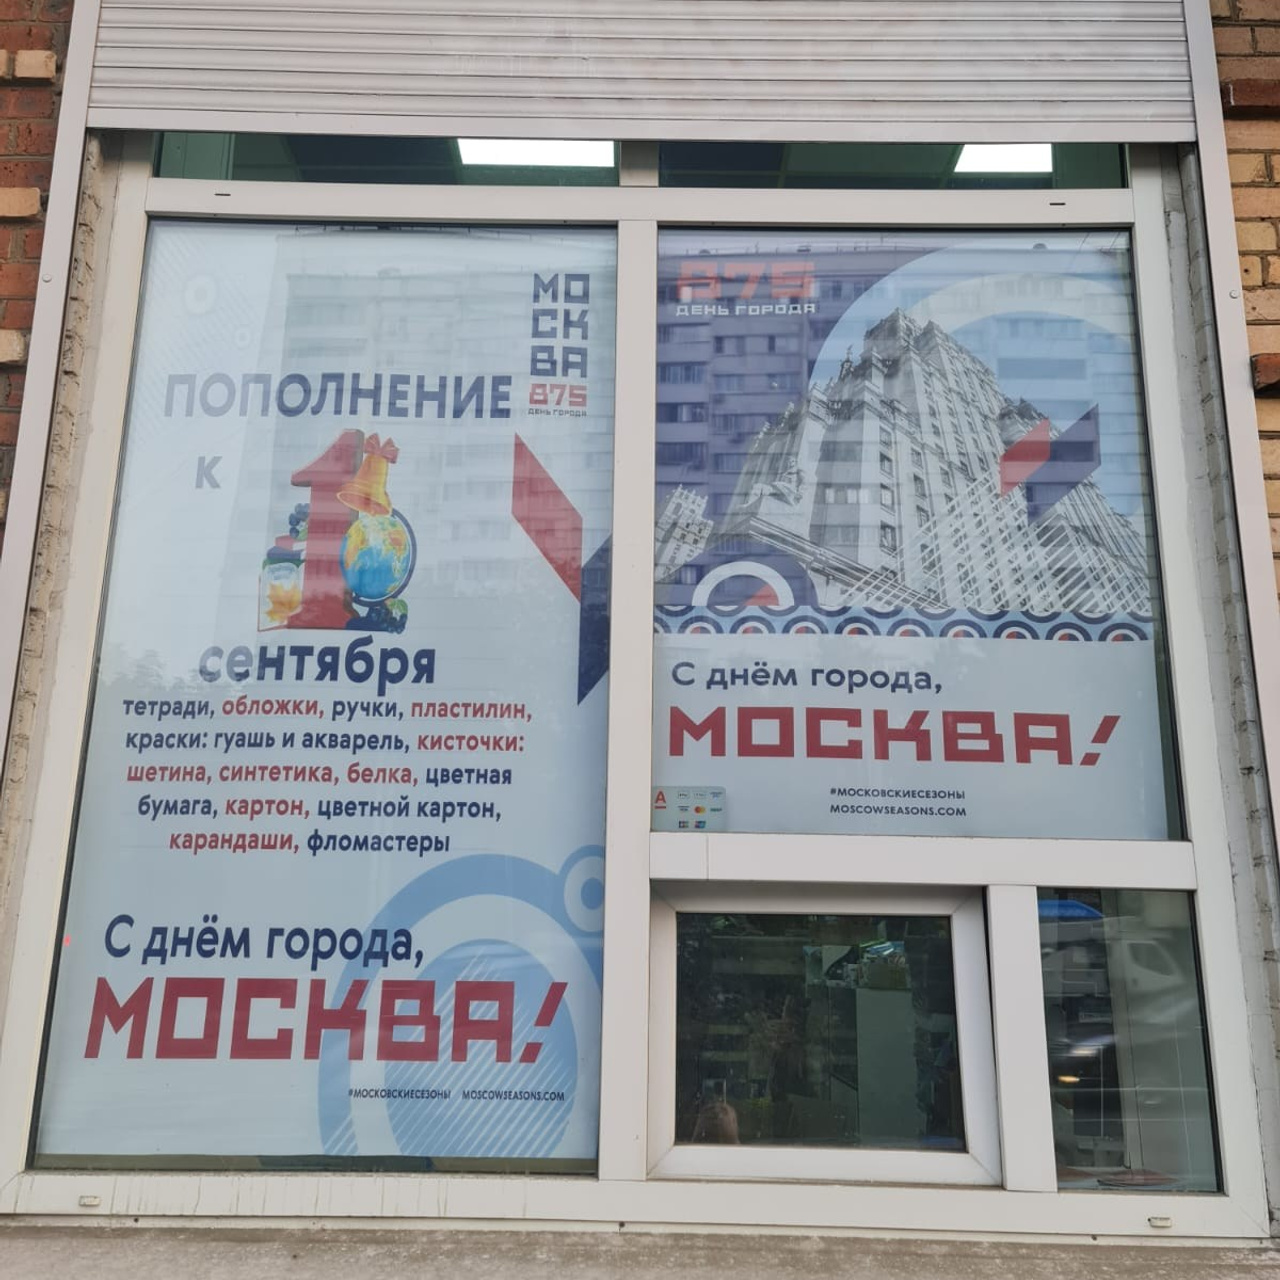 МО
СК
ВА
875
ДЕНЬ ГОРОДА
ПОПОЛНЕНИЕ
К
1
сентября
тетради, обложки, ручки, пластилин,
краски: гуашь и акварель, кисточки:
щетина, синтетика, белка, цветная
бумага, картон, цветной картон,
карандаши, фломастеры
С днём города,
МОСКВА!
#МОСКОВСКИЕСЕЗОНЫ MOSCOWSEASONS.COM
875
ДЕНЬ ГОРОДА
С днём города,
МОСКВА!
#МОСКОВСКИЕСЕЗОНЫ
MOSCOWSEASONS.COM
А